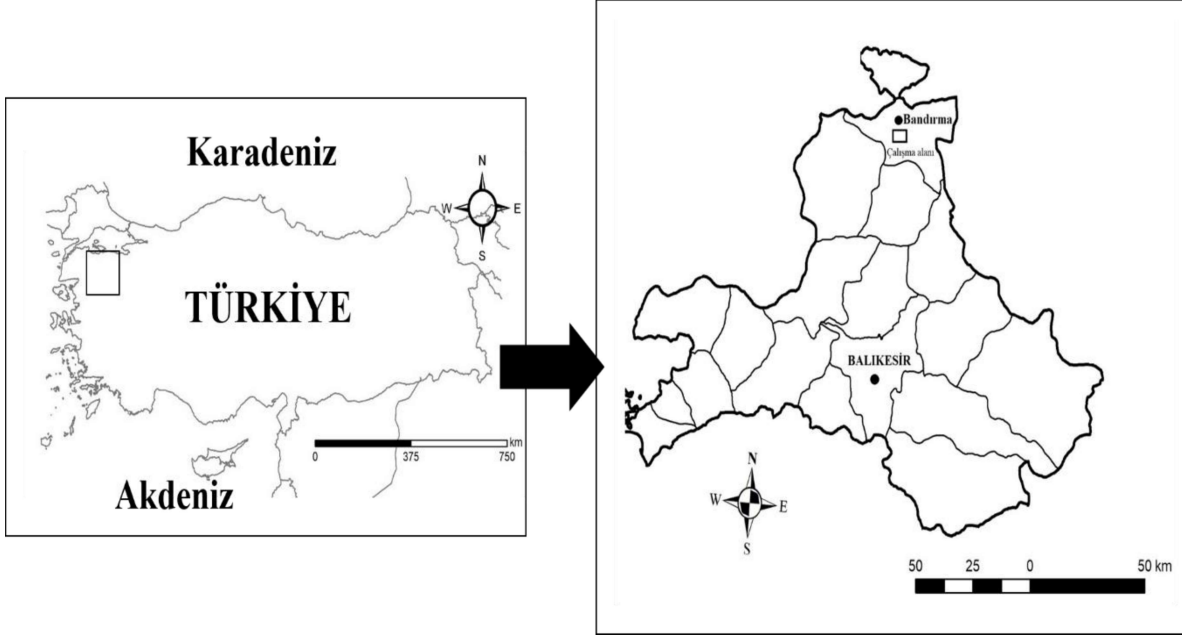 Karadeniz
N
W
E
S
TÜRKİYE
km
0
375
750
Akdeniz
Bandırma
Çalışma alanı
BALIKESİR
N
W
E
S
50
25
0
50 km